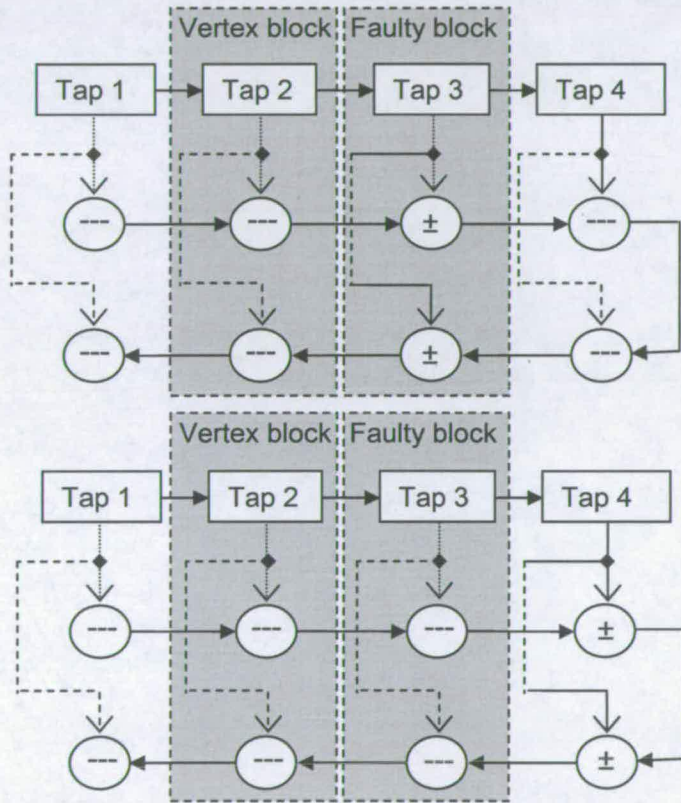 Vertex block Faulty block
Tap 1 Tap 2 Tap 3 Tap 4
--- --- ± ---
--- --- ± ---
Vertex block Faulty block
Tap 1 Tap 2 Tap 3 Tap 4
--- --- --- ±
--- --- --- ±